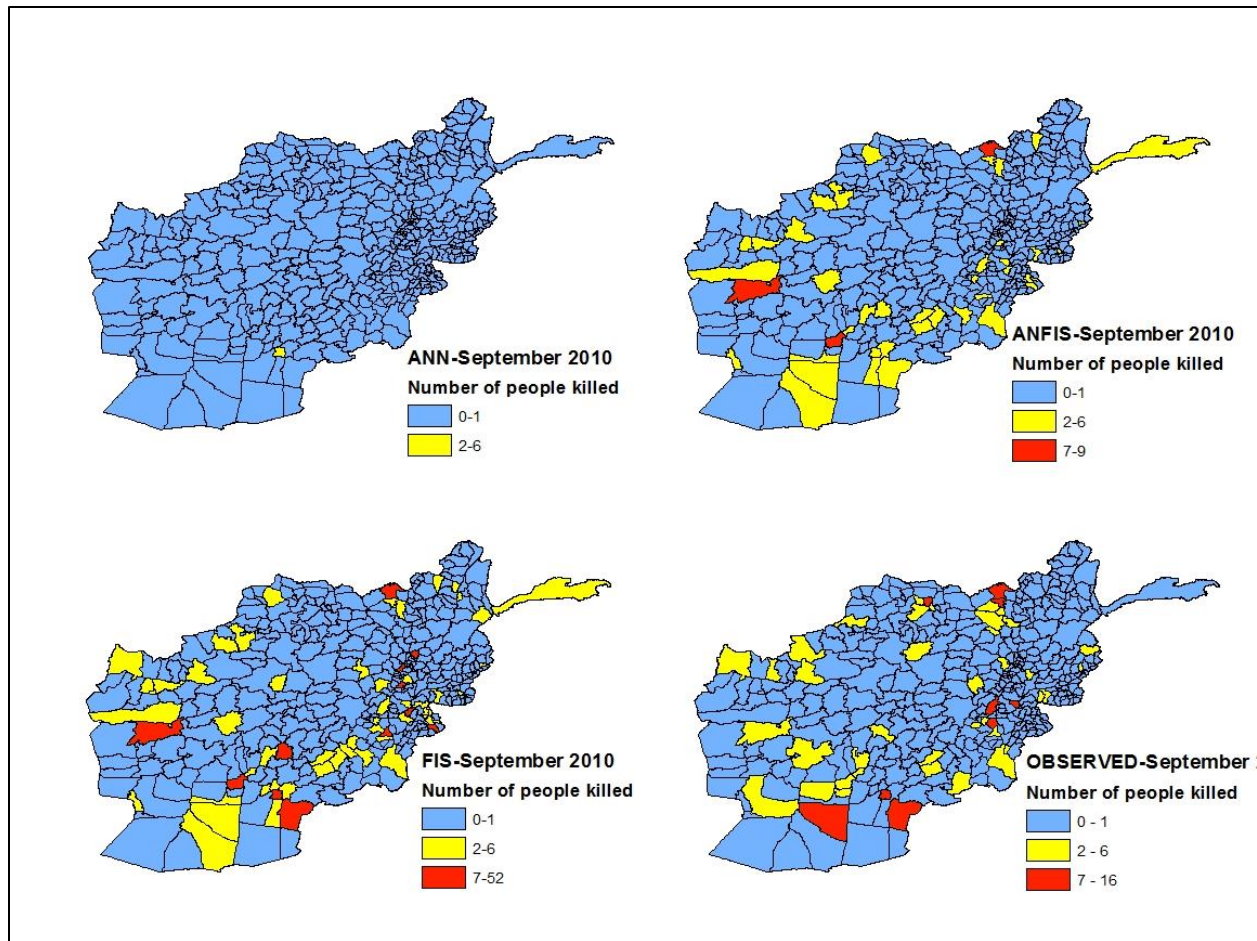 ANN-September 2010
Number of people killed
0-1
2-6
ANFIS-September 2010
Number of people killed
0-1
2-6
7-9
FIS-September 2010
Number of people killed
0-1
2-6
7-52
OBSERVED-September
Number of people killed
0 - 1
2 - 6
7 - 16